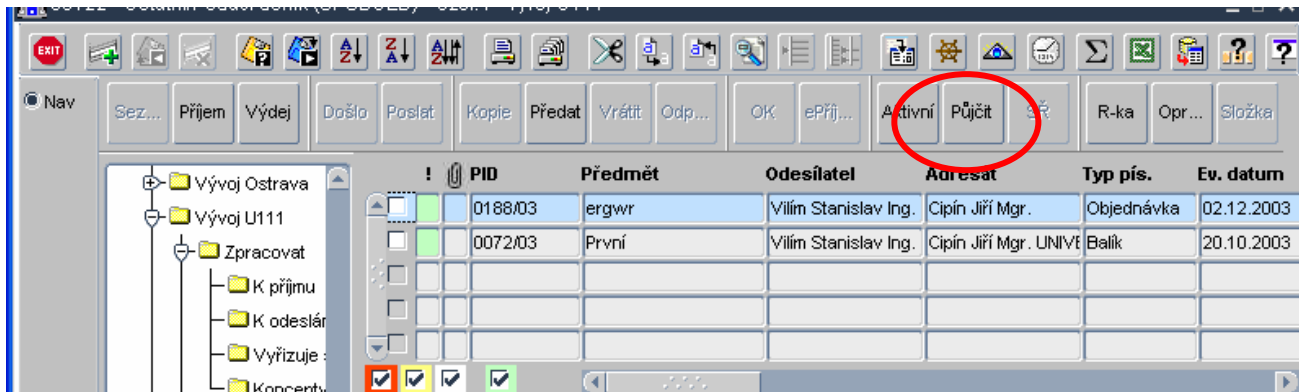 EXIT
Nav
Sez... Příjem Výdej Došlo Poslat Kopie Předat Vrátit Odp... OK ePříj... Aktivní Půjčit SŘ R-ka Opr... Složka
! PID Předmět Odesílatel Adresát Typ pís. Ev. datum
Vývoj Ostrava
0188/03 ergwr Vilím Stanislav Ing. Cipín Jiří Mgr. Objednávka 02.12.2003
Vývoj U111
0072/03 První Vilím Stanislav Ing. Cipín Jiří Mgr. UNIVE Balík 20.10.2003
Zpracovat
K příjmu
K odeslán
Vyřizuje